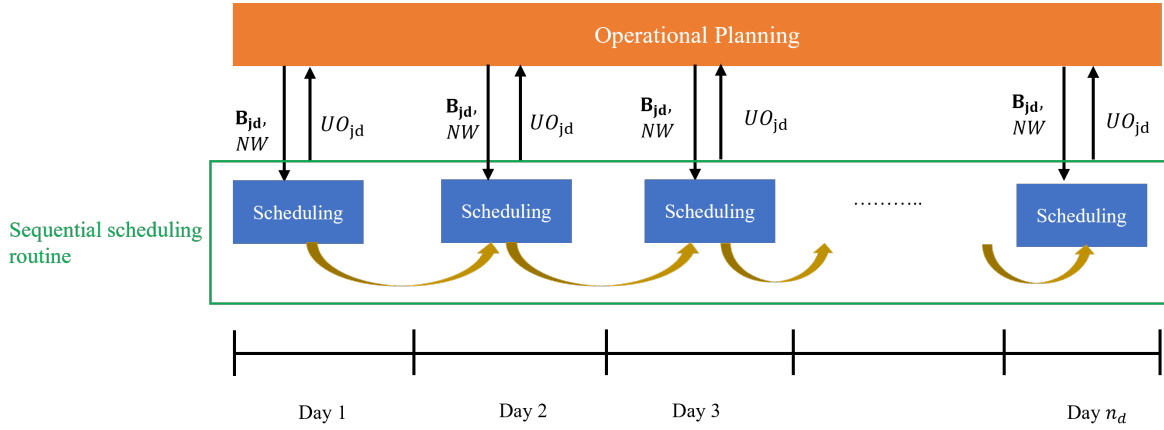 Operational Planning
B_jd,
NW
UO_jd
B_jd,
NW
UO_jd
B_jd,
NW
UO_jd
B_jd,
NW
UO_jd
Sequential scheduling
routine
Scheduling
Scheduling
Scheduling
...........
Scheduling
Day 1
Day 2
Day 3
Day n_d